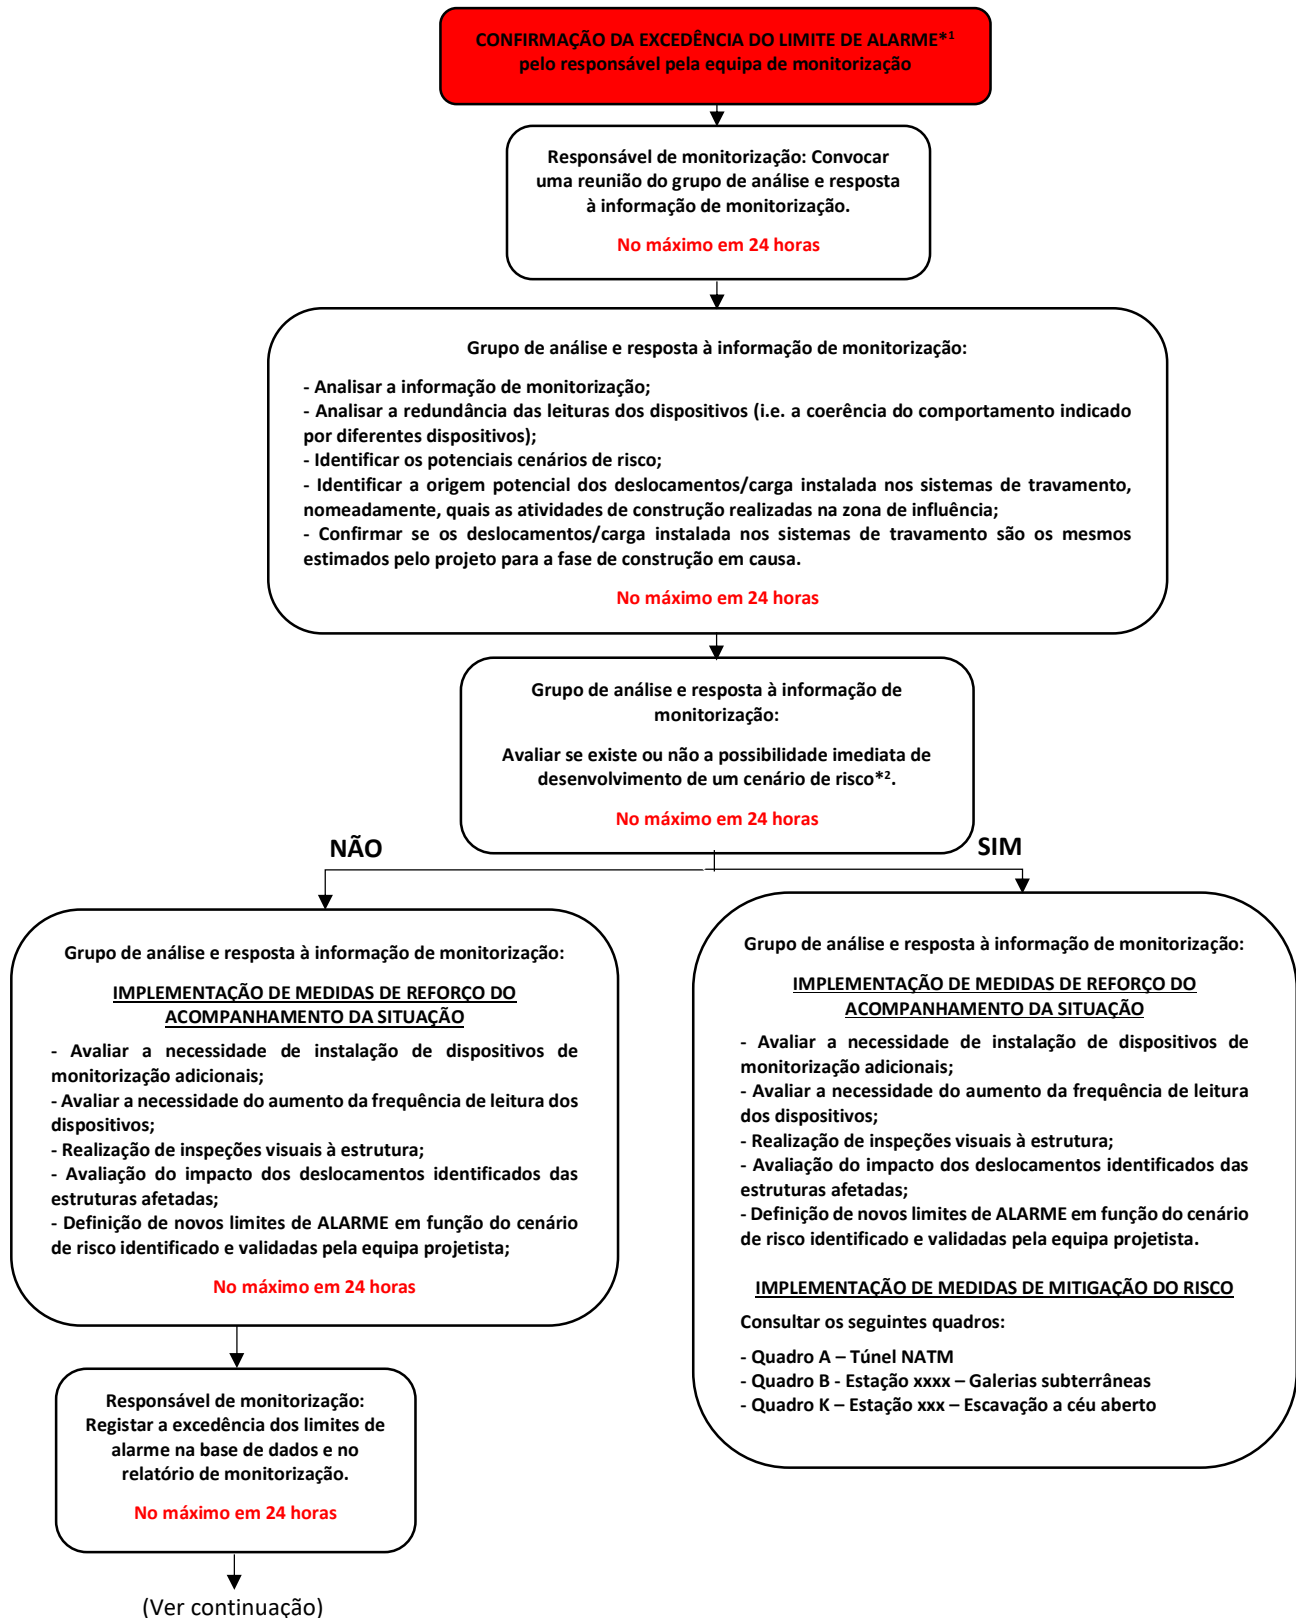 CONFIRMAÇÃO DA EXCEDÊNCIA DO LIMITE DE ALARME*1
pelo responsável pela equipa de monitorização
Responsável de monitorização: Convocar
uma reunião do grupo de análise e resposta
à informação de monitorização.
No máximo em 24 horas
Grupo de análise e resposta à informação de monitorização:
- Analisar a informação de monitorização;
- Analisar a redundância das leituras dos dispositivos (i.e. a coerência do comportamento indicado
por diferentes dispositivos);
- Identificar os potenciais cenários de risco;
- Identificar a origem potencial dos deslocamentos/carga instalada nos sistemas de travamento,
nomeadamente, quais as atividades de construção realizadas na zona de influência;
- Confirmar se os deslocamentos/carga instalada nos sistemas de travamento são os mesmos
estimados pelo projeto para a fase de construção em causa.
No máximo em 24 horas
Grupo de análise e resposta à informação de
monitorização:
Avaliar se existe ou não a possibilidade imediata de
desenvolvimento de um cenário de risco*2.
No máximo em 24 horas
NÃO
SIM
Grupo de análise e resposta à informação de monitorização:
IMPLEMENTAÇÃO DE MEDIDAS DE REFORÇO DO
ACOMPANHAMENTO DA SITUAÇÃO
- Avaliar a necessidade de instalação de dispositivos de
monitorização adicionais;
- Avaliar a necessidade do aumento da frequência de leitura dos
dispositivos;
- Realização de inspeções visuais à estrutura;
- Avaliação do impacto dos deslocamentos identificados das
estruturas afetadas;
- Definição de novos limites de ALARME em função do cenário
de risco identificado e validadas pela equipa projetista;
No máximo em 24 horas
Responsável de monitorização:
Registar a excedência dos limites de
alarme na base de dados e no
relatório de monitorização.
No máximo em 24 horas
(Ver continuação)
Grupo de análise e resposta à informação de monitorização:
IMPLEMENTAÇÃO DE MEDIDAS DE REFORÇO DO
ACOMPANHAMENTO DA SITUAÇÃO
- Avaliar a necessidade de instalação de dispositivos de
monitorização adicionais;
- Avaliar a necessidade do aumento da frequência de leitura
dos dispositivos;
- Realização de inspeções visuais à estrutura;
- Avaliação do impacto dos deslocamentos identificados das
estruturas afetadas;
- Definição de novos limites de ALARME em função do cenário
de risco identificado e validadas pela equipa projetista.
IMPLEMENTAÇÃO DE MEDIDAS DE MITIGAÇÃO DO RISCO
Consultar os seguintes quadros:
- Quadro A – Túnel NATM
- Quadro B - Estação xxxx – Galerias subterrâneas
- Quadro K – Estação xxx – Escavação a céu aberto